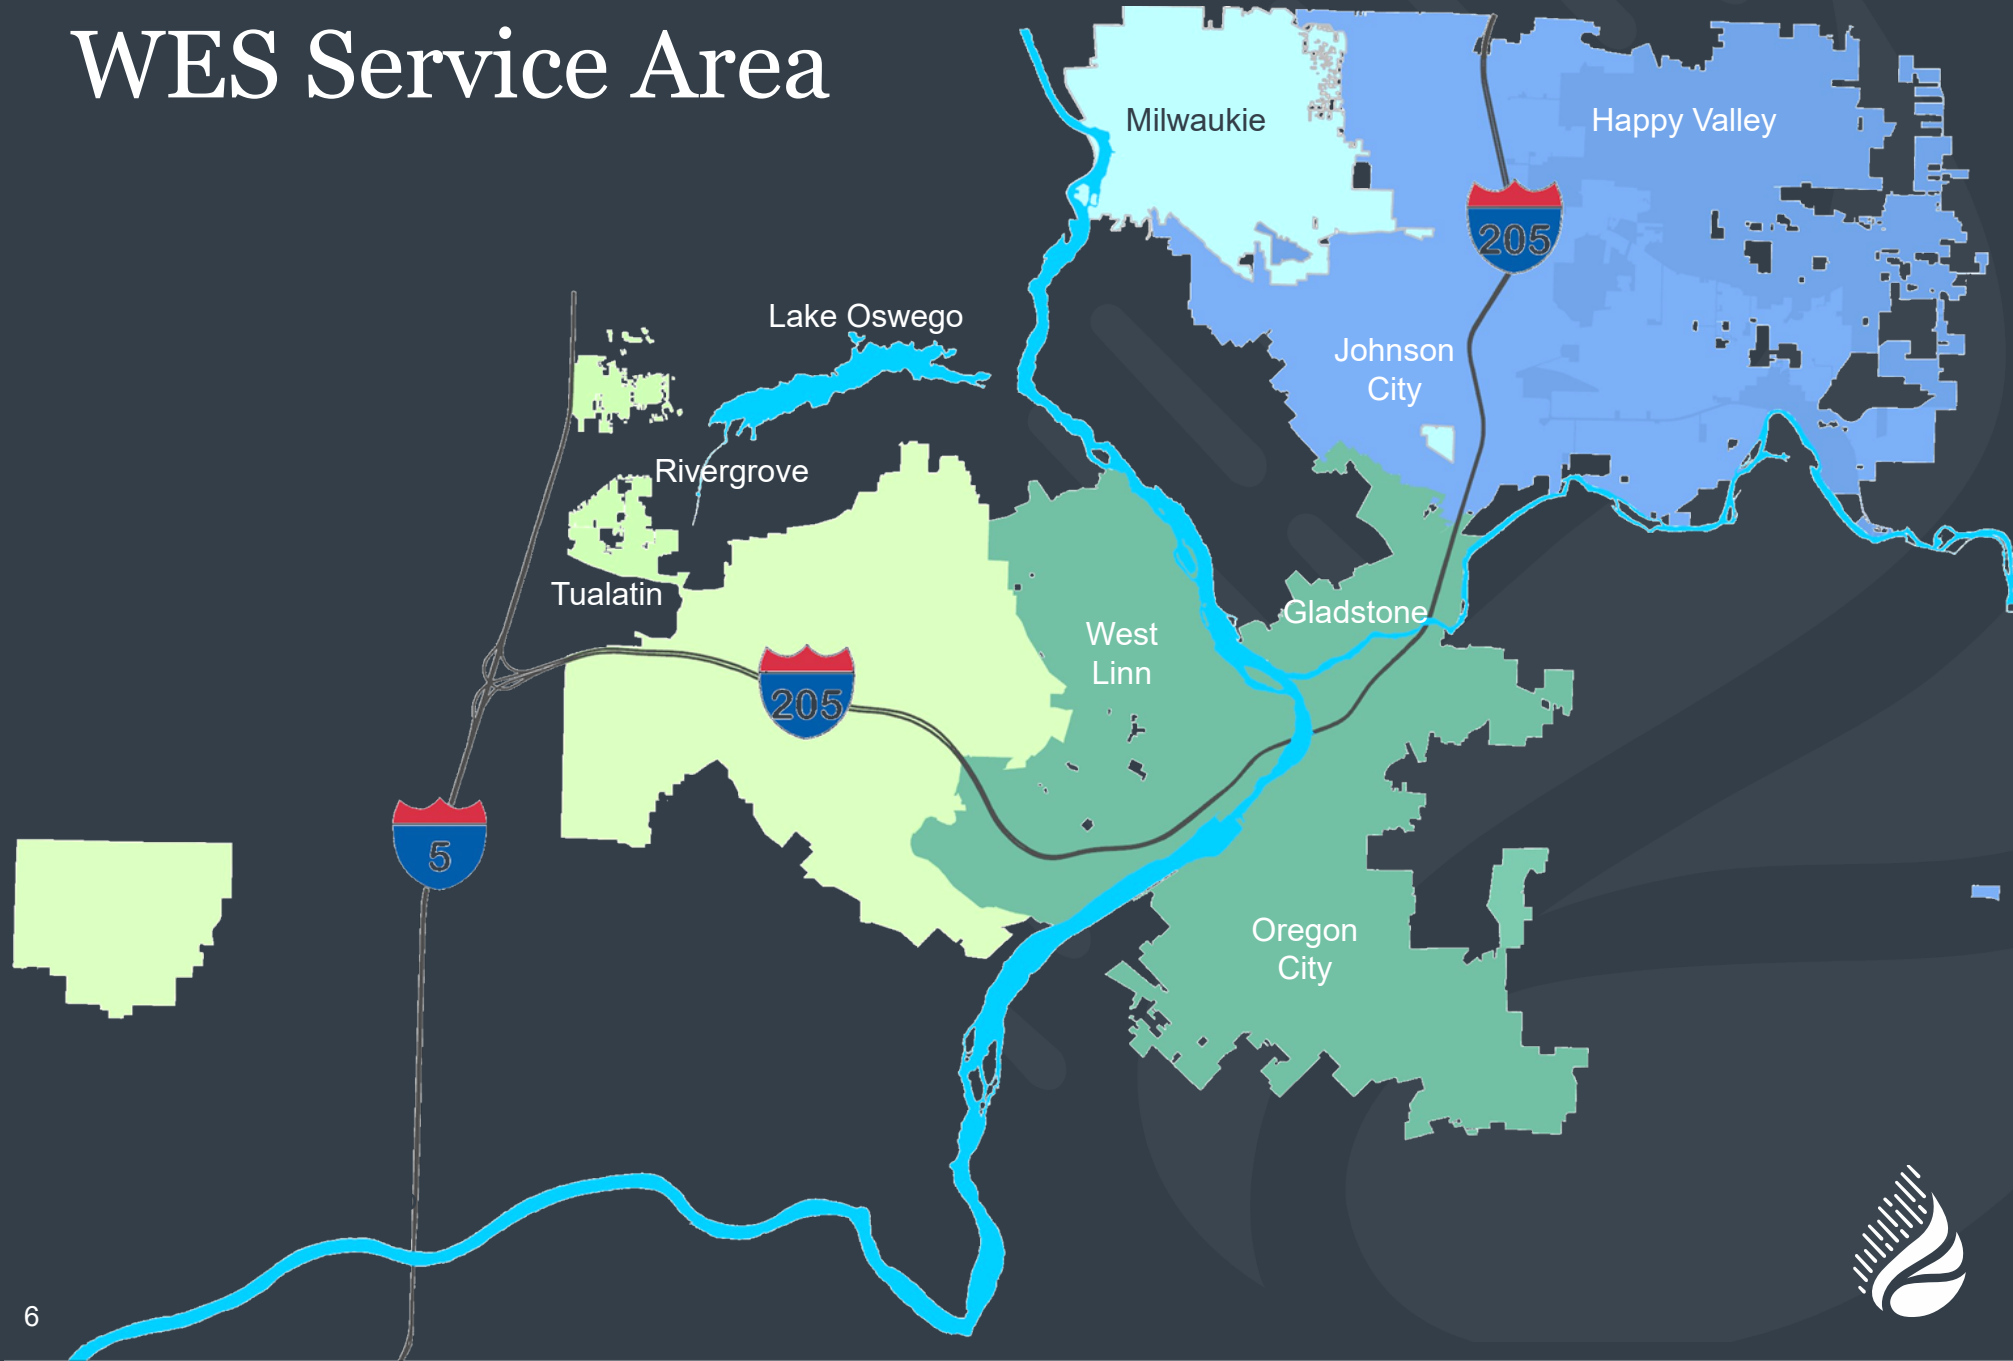 WES Service Area
Milwaukie
Happy Valley
205
Lake Oswego
Johnson
City
Rivergrove
Tualatin
Gladstone
West
Linn
205
5
Oregon
City
6